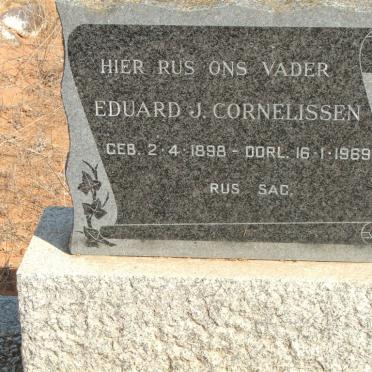 HIER RUS ONS VADER
EDUARD J. CORNELISSEN
GEB. 2·4·1898 - OORL. 16·1·1969
RUS SAG.